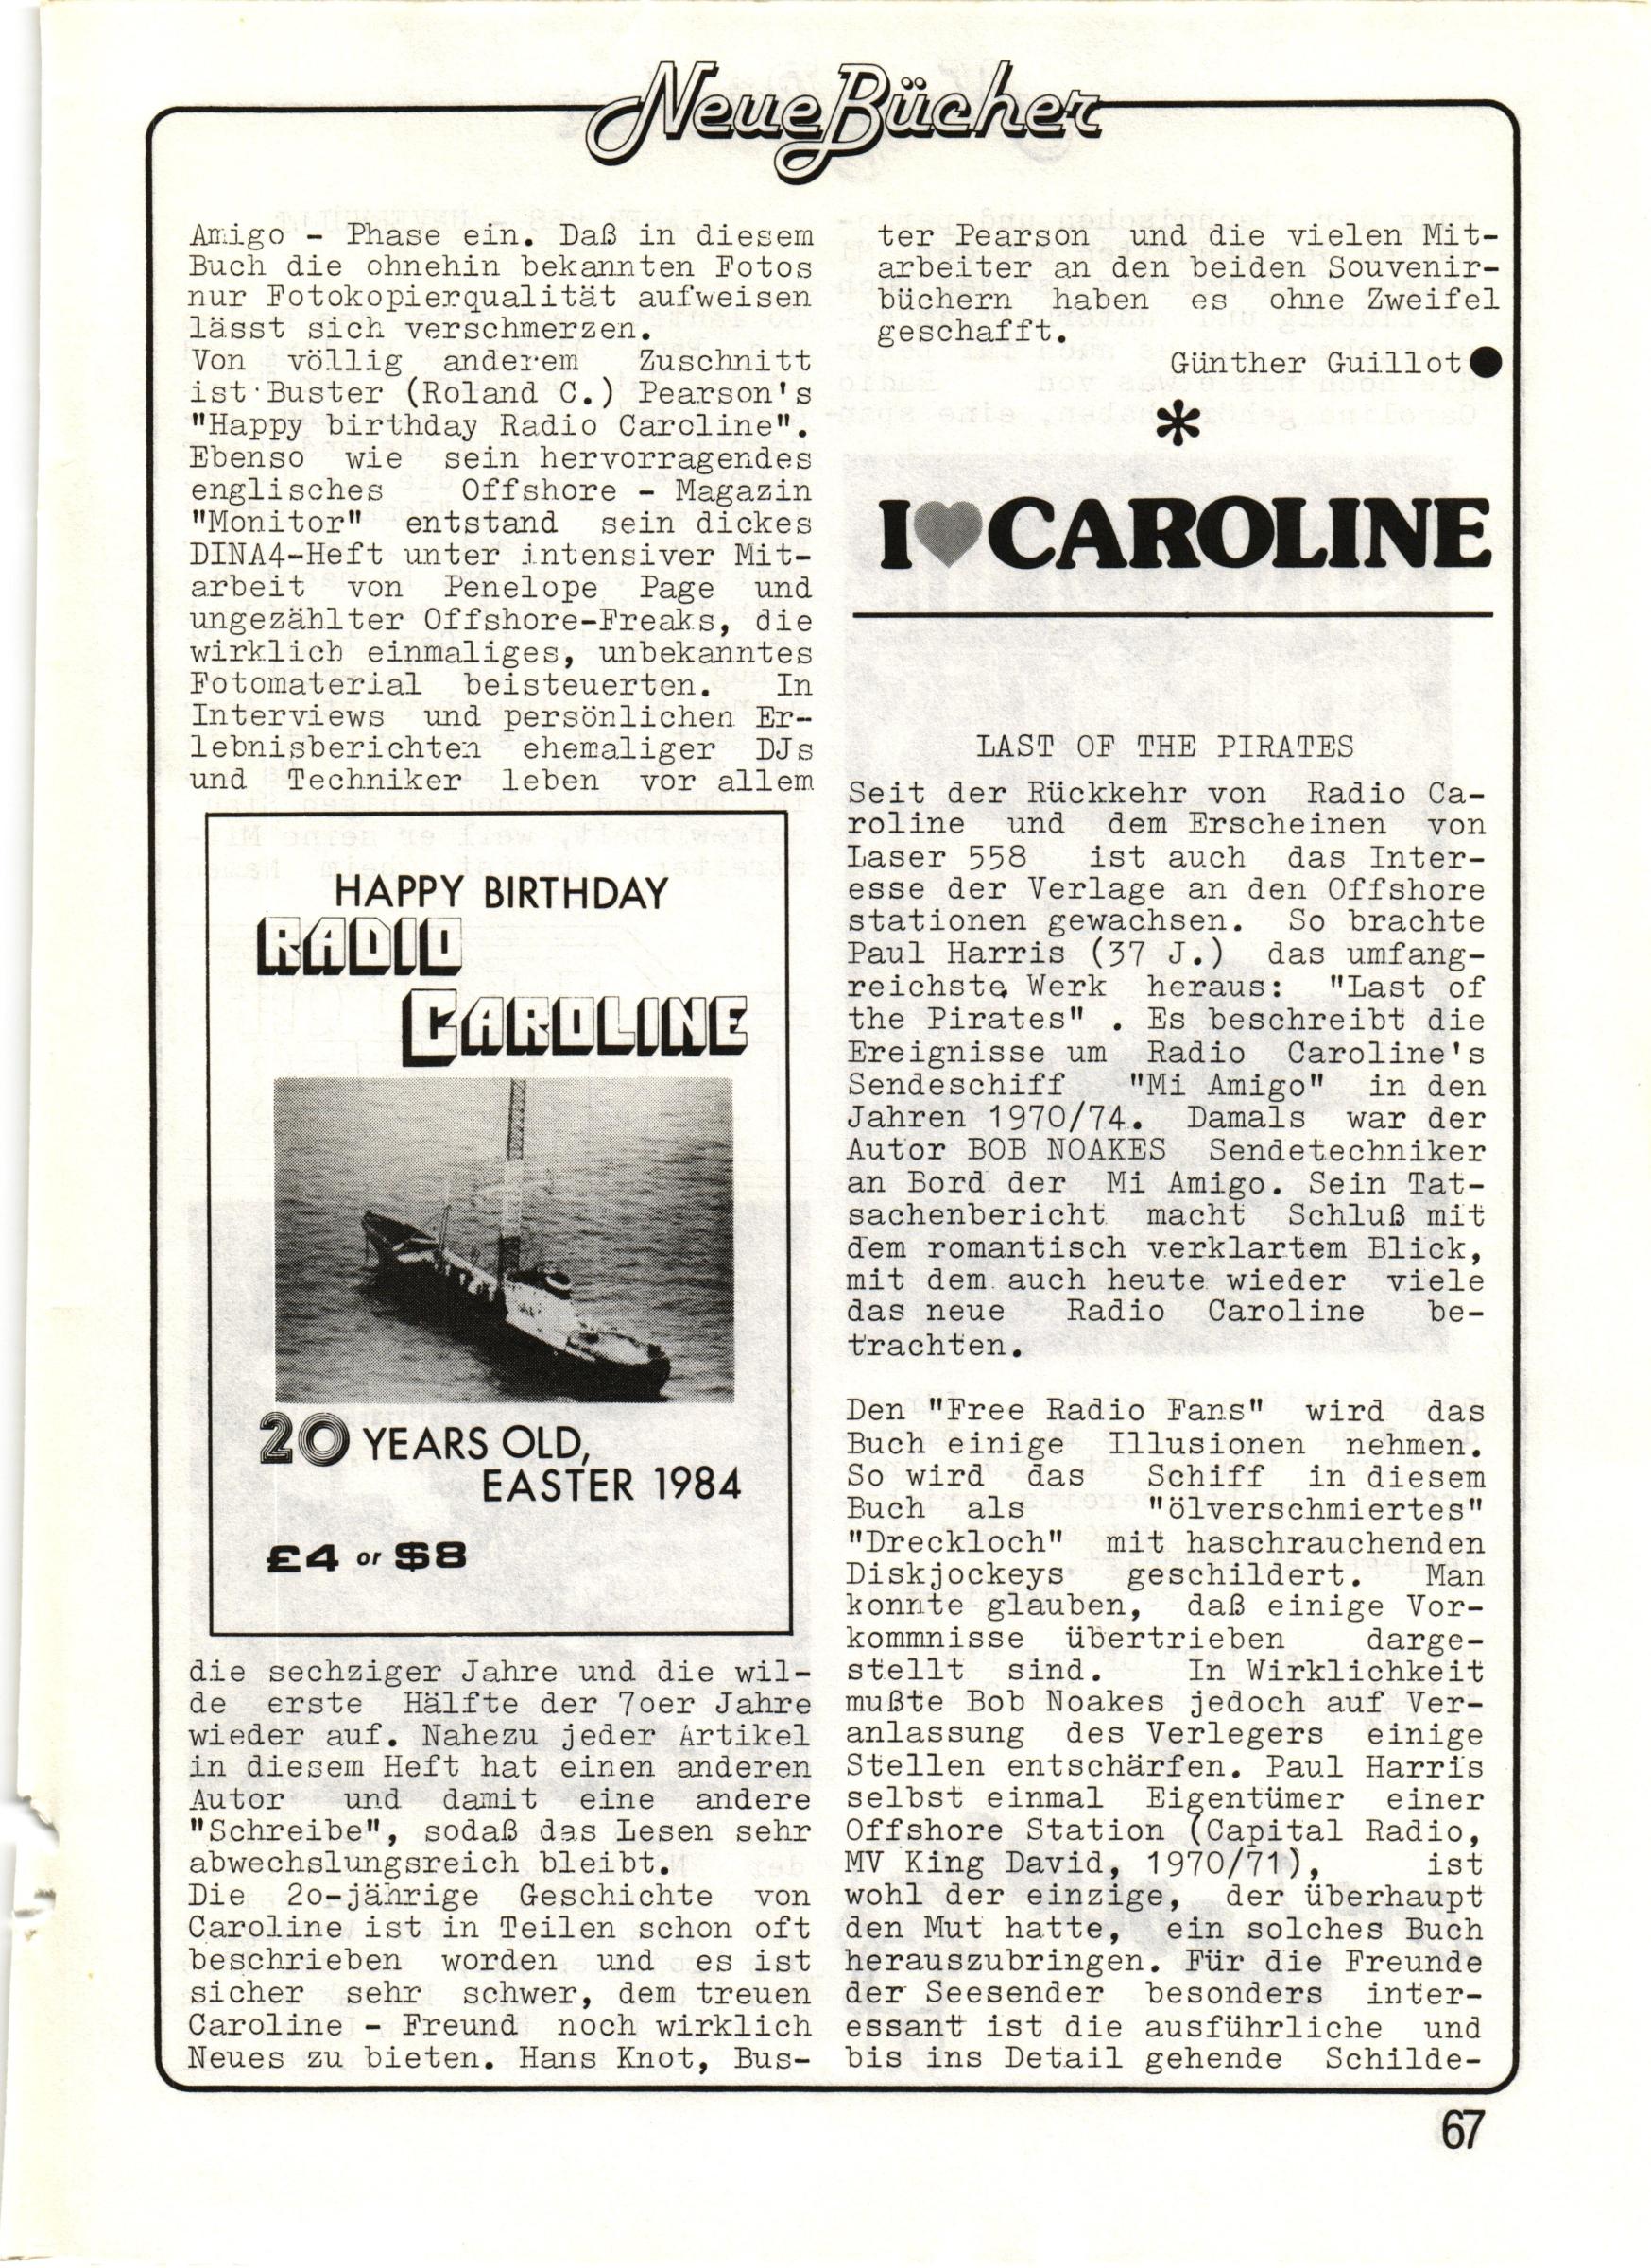 Neue Bücher
Amigo - Phase ein. Daß in diesem
Buch die ohnehin bekannten Fotos
nur Fotokopierqualität aufweisen
lässt sich verschmerzen.
Von völlig anderem Zuschnitt
ist Buster (Roland C.) Pearson's
"Happy birthday Radio Caroline".
Ebenso wie sein hervorragendes
englisches Offshore - Magazin
"Monitor" entstand sein dickes
DINA4-Heft unter intensiver Mit-
arbeit von Penelope Page und
ungezählter Offshore-Freaks, die
wirklich einmaliges, unbekanntes
Fotomaterial beisteuerten. In
Interviews und persönlichen Er-
lebnisberichten ehemaliger DJs
und Techniker leben vor allem
HAPPY BIRTHDAY
RADIO
CAROLINE
20 YEARS OLD,
EASTER 1984
£4 or $8
die sechziger Jahre und die wil-
de erste Hälfte der 7oer Jahre
wieder auf. Nahezu jeder Artikel
in diesem Heft hat einen anderen
Autor und damit eine andere
"Schreibe", sodaß das Lesen sehr
abwechslungsreich bleibt.
Die 2o-jährige Geschichte von
Caroline ist in Teilen schon oft
beschrieben worden und es ist
sicher sehr schwer, dem treuen
Caroline - Freund noch wirklich
Neues zu bieten. Hans Knot, Bus-
ter Pearson und die vielen Mit-
arbeiter an den beiden Souvenir-
büchern haben es ohne Zweifel
geschafft.
Günther Guillot●
*
I♥CAROLINE
LAST OF THE PIRATES
Seit der Rückkehr von Radio Ca-
roline und dem Erscheinen von
Laser 558 ist auch das Inter-
esse der Verlage an den Offshore
stationen gewachsen. So brachte
Paul Harris (37 J.) das umfang-
reichste Werk heraus: "Last of
the Pirates" . Es beschreibt die
Ereignisse um Radio Caroline's
Sendeschiff "Mi Amigo" in den
Jahren 1970/74. Damals war der
Autor BOB NOAKES Sendetechniker
an Bord der Mi Amigo. Sein Tat-
sachenbericht macht Schluß mit
dem romantisch verklartem Blick,
mit dem auch heute wieder viele
das neue Radio Caroline be-
trachten.
Den "Free Radio Fans" wird das
Buch einige Illusionen nehmen.
So wird das Schiff in diesem
Buch als "ölverschmiertes"
"Dreckloch" mit haschrauchenden
Diskjockeys geschildert. Man
konnte glauben, daß einige Vor-
kommnisse übertrieben darge-
stellt sind. In Wirklichkeit
mußte Bob Noakes jedoch auf Ver-
anlassung des Verlegers einige
Stellen entschärfen. Paul Harris
selbst einmal Eigentümer einer
Offshore Station (Capital Radio,
MV King David, 1970/71), ist
wohl der einzige, der überhaupt
den Mut hatte, ein solches Buch
herauszubringen. Für die Freunde
der Seesender besonders inter-
essant ist die ausführliche und
bis ins Detail gehende Schilde-
67